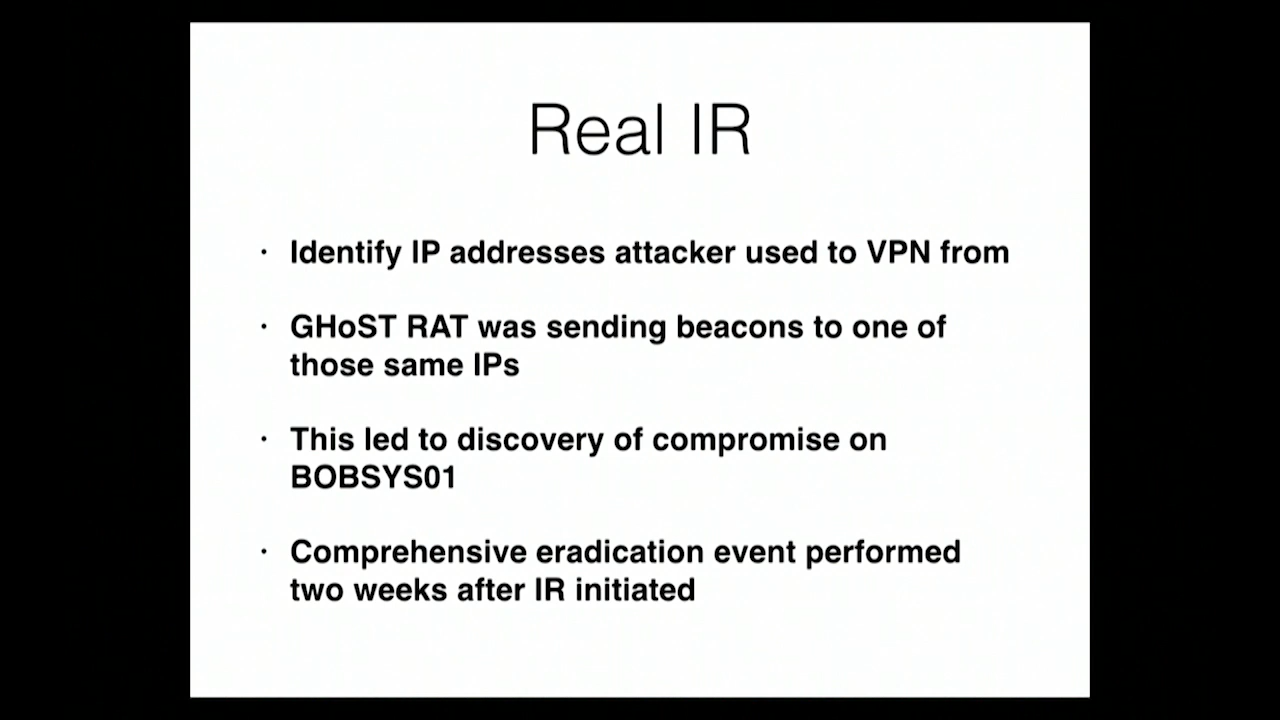 Real IR
· Identify IP addresses attacker used to VPN from
· GHoST RAT was sending beacons to one of
those same IPs
· This led to discovery of compromise on
BOBSYS01
· Comprehensive eradication event performed
two weeks after IR initiated